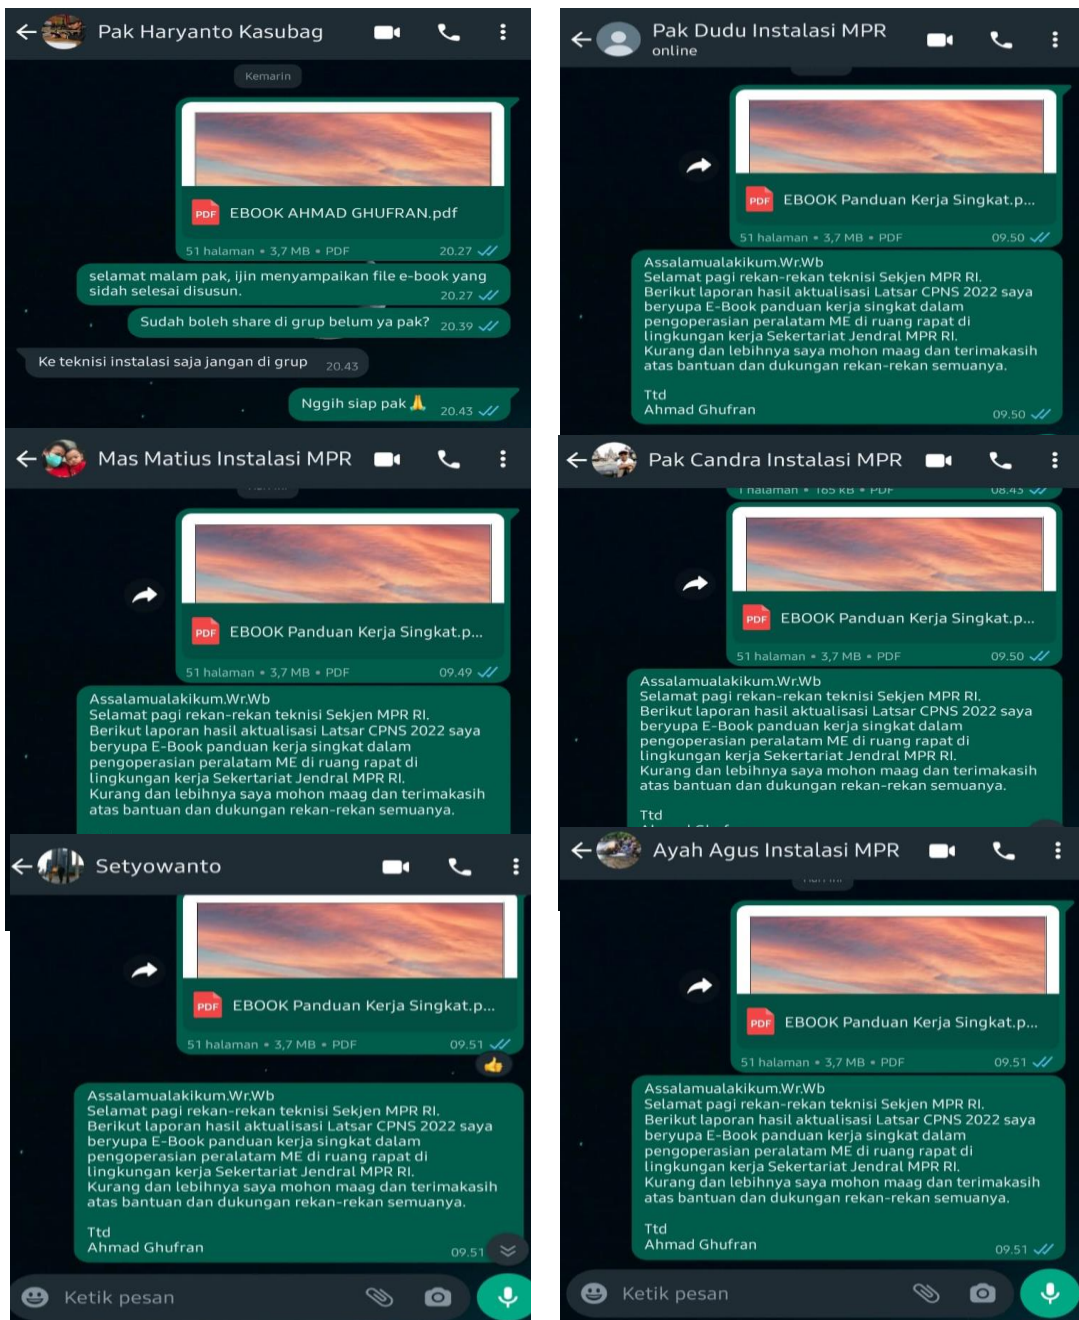 Pak Haryanto Kasubag
Kemarin
PDF
EBOOK AHMAD GHUFRAN.pdf
51 halaman • 3,7 MB • PDF 20.27
selamat malam pak, ijin menyampaikan file e-book yang
sidah selesai disusun. 20.27
Sudah boleh share di grup belum ya pak? 20.39
Ke teknisi instalasi saja jangan di grup 20.43
Nggih siap pak 🙏 20.43
Pak Dudu Instalasi MPR
online
PDF
EBOOK Panduan Kerja Singkat.p...
51 halaman • 3,7 MB • PDF 09.50
Assalamualakikum.Wr.Wb
Selamat pagi rekan-rekan teknisi Sekjen MPR RI.
Berikut laporan hasil aktualisasi Latsar CPNS 2022 saya
beryupa E-Book panduan kerja singkat dalam
pengoperasian peralatam ME di ruang rapat di
lingkungan kerja Sekertariat Jendral MPR RI.
Kurang dan lebihnya saya mohon maag dan terimakasih
atas bantuan dan dukungan rekan-rekan semuanya.
Ttd
Ahmad Ghufran 09.50
Mas Matius Instalasi MPR
PDF
EBOOK Panduan Kerja Singkat.p...
51 halaman • 3,7 MB • PDF 09.49
Assalamualakikum.Wr.Wb
Selamat pagi rekan-rekan teknisi Sekjen MPR RI.
Berikut laporan hasil aktualisasi Latsar CPNS 2022 saya
beryupa E-Book panduan kerja singkat dalam
pengoperasian peralatam ME di ruang rapat di
lingkungan kerja Sekertariat Jendral MPR RI.
Kurang dan lebihnya saya mohon maag dan terimakasih
atas bantuan dan dukungan rekan-rekan semuanya.
Pak Candra Instalasi MPR
1 halaman • 165 kB • PDF 08.43
PDF
EBOOK Panduan Kerja Singkat.p...
51 halaman • 3,7 MB • PDF 09.50
Assalamualakikum.Wr.Wb
Selamat pagi rekan-rekan teknisi Sekjen MPR RI.
Berikut laporan hasil aktualisasi Latsar CPNS 2022 saya
beryupa E-Book panduan kerja singkat dalam
pengoperasian peralatam ME di ruang rapat di
lingkungan kerja Sekertariat Jendral MPR RI.
Kurang dan lebihnya saya mohon maag dan terimakasih
atas bantuan dan dukungan rekan-rekan semuanya.
Ttd
Setyowanto
PDF
EBOOK Panduan Kerja Singkat.p...
51 halaman • 3,7 MB • PDF 09.51
👍
Assalamualakikum.Wr.Wb
Selamat pagi rekan-rekan teknisi Sekjen MPR RI.
Berikut laporan hasil aktualisasi Latsar CPNS 2022 saya
beryupa E-Book panduan kerja singkat dalam
pengoperasian peralatam ME di ruang rapat di
lingkungan kerja Sekertariat Jendral MPR RI.
Kurang dan lebihnya saya mohon maag dan terimakasih
atas bantuan dan dukungan rekan-rekan semuanya.
Ttd
Ahmad Ghufran 09.51
Ketik pesan
Ayah Agus Instalasi MPR
PDF
EBOOK Panduan Kerja Singkat.p...
51 halaman • 3,7 MB • PDF 09.51
Assalamualakikum.Wr.Wb
Selamat pagi rekan-rekan teknisi Sekjen MPR RI.
Berikut laporan hasil aktualisasi Latsar CPNS 2022 saya
beryupa E-Book panduan kerja singkat dalam
pengoperasian peralatam ME di ruang rapat di
lingkungan kerja Sekertariat Jendral MPR RI.
Kurang dan lebihnya saya mohon maag dan terimakasih
atas bantuan dan dukungan rekan-rekan semuanya.
Ttd
Ahmad Ghufran 09.51
Ketik pesan